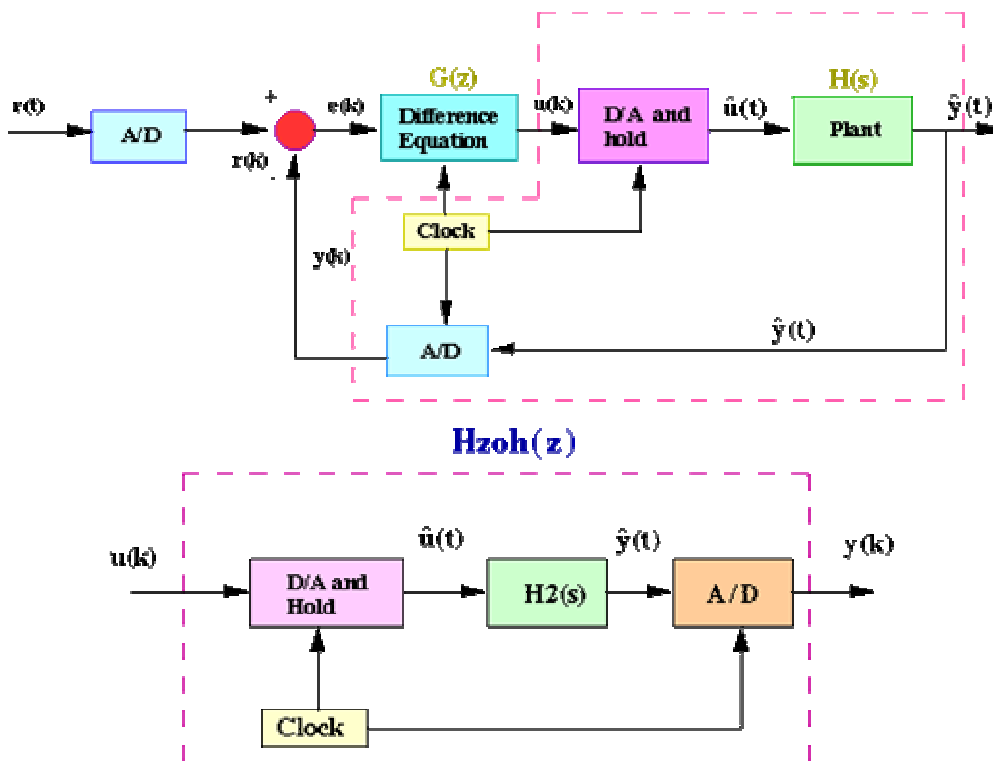 G(z)
H(s)
r(t)
+
e(k)
u(k)
û(t)
ŷ(t)
A/D
Difference
Equation
D/A and
hold
Plant
r(k)
-
Clock
y(k)
A/D
ŷ(t)
Hzoh(z)
u(k)
û(t)
ŷ(t)
y(k)
D/A and
Hold
H2(s)
A/D
Clock